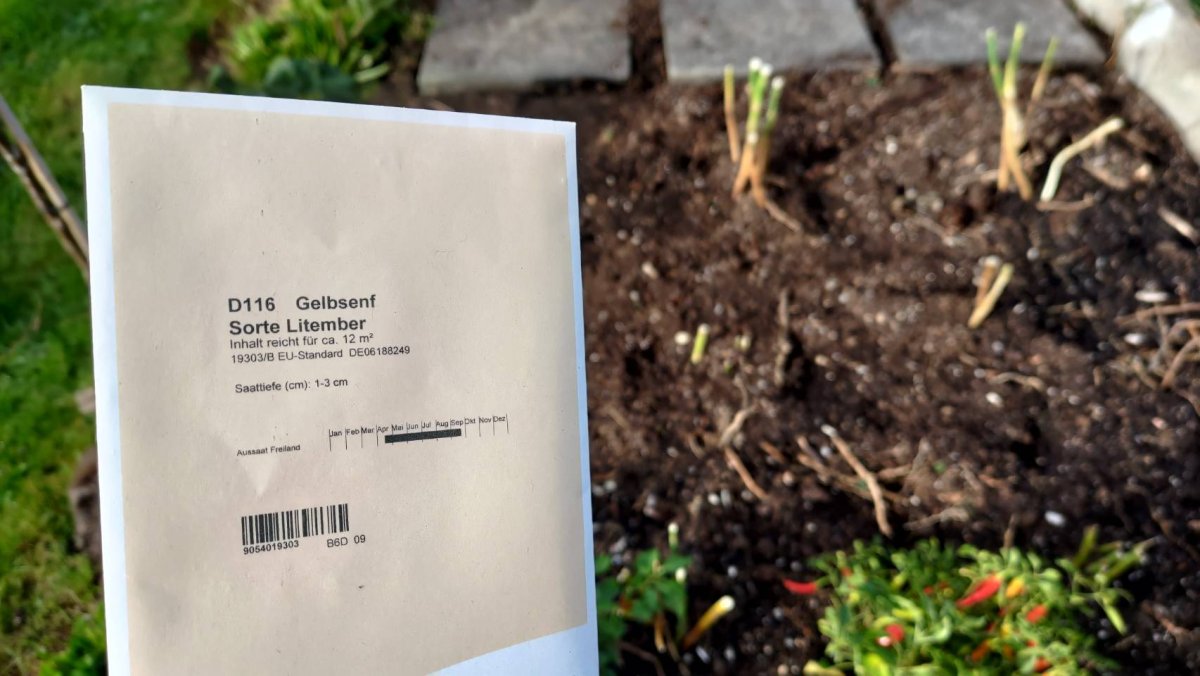 D116 Gelbsenf
Sorte Litember
Inhalt reicht für ca. 12 m²
19303/B EU-Standard DE06188249
Saattiefe (cm): 1-3 cm
Jan Feb Mar Apr Mai Jun Jul Aug Sep Okt Nov Dez
Aussaat Freiland
9054019303 B6D 09